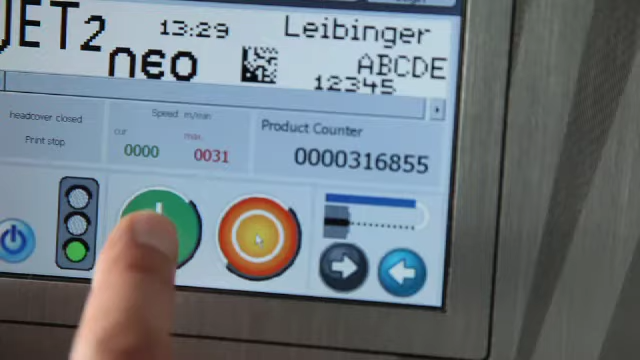 JET2
neo
13:29
Leibinger
ABCDE
12345
headcover closed
Print stop
Speed m/min
cur
max
0000
0031
Product Counter
0000316855